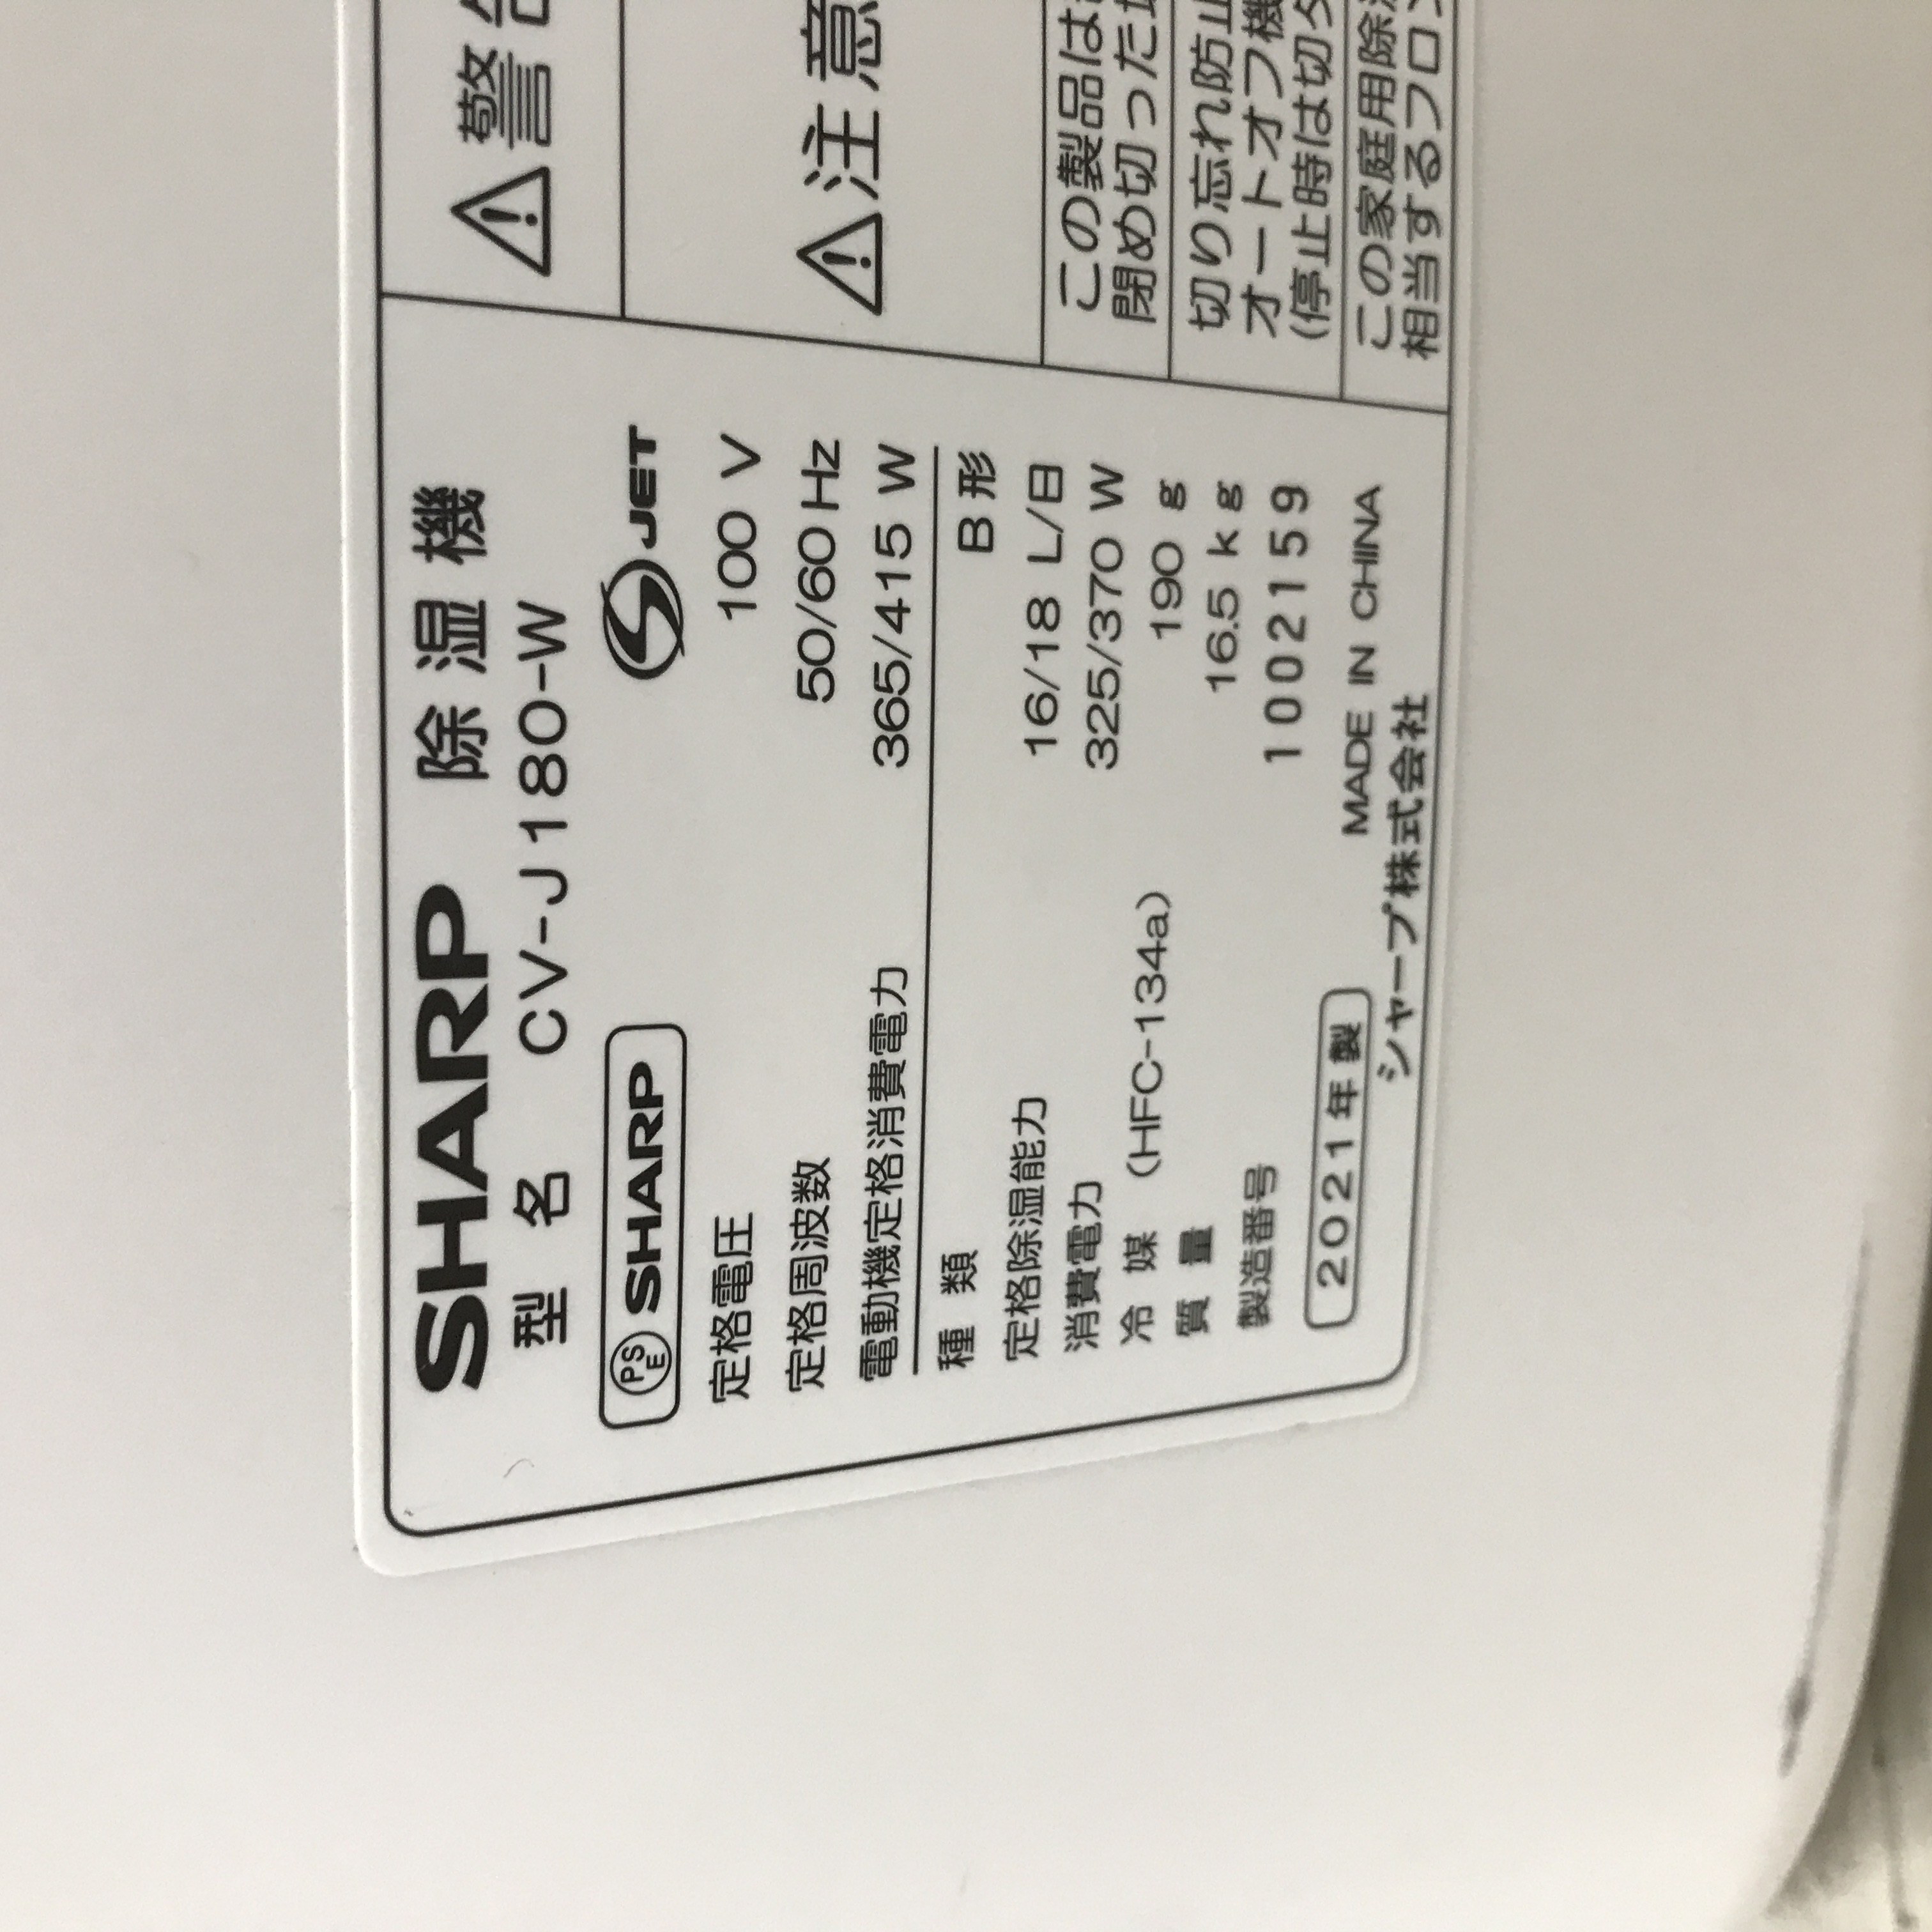 SHARP 除湿機
型名 CV-J180-W
PSE SHARP
S JET
定格電圧 100 V
定格周波数 50/60 Hz
電動機定格消費電力 365/415 W
種類 B形
定格除湿能力 16/18 L/日
消費電力 325/370 W
冷媒 (HFC-134a) 190 g
質量 16.5 kg
製造番号 1002159
2021年製 MADE IN CHINA
シャープ株式会社
⚠警告
⚠注意
この製品は
閉め切った
切り忘れ防止
オートオフ機
(停止時は切タ
この家庭用除湿
相当するフロン